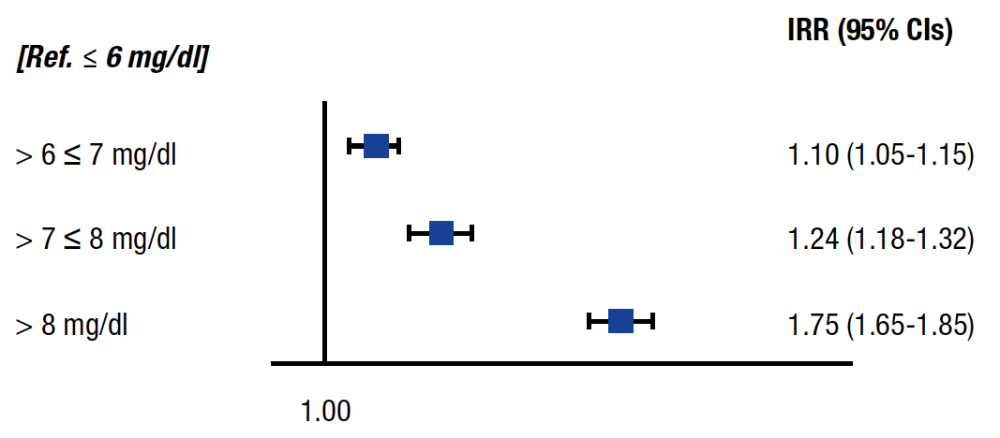 IRR (95% CIs)
[Ref. ≤ 6 mg/dl]
> 6 ≤ 7 mg/dl 1.10 (1.05-1.15)
> 7 ≤ 8 mg/dl 1.24 (1.18-1.32)
> 8 mg/dl 1.75 (1.65-1.85)
1.00